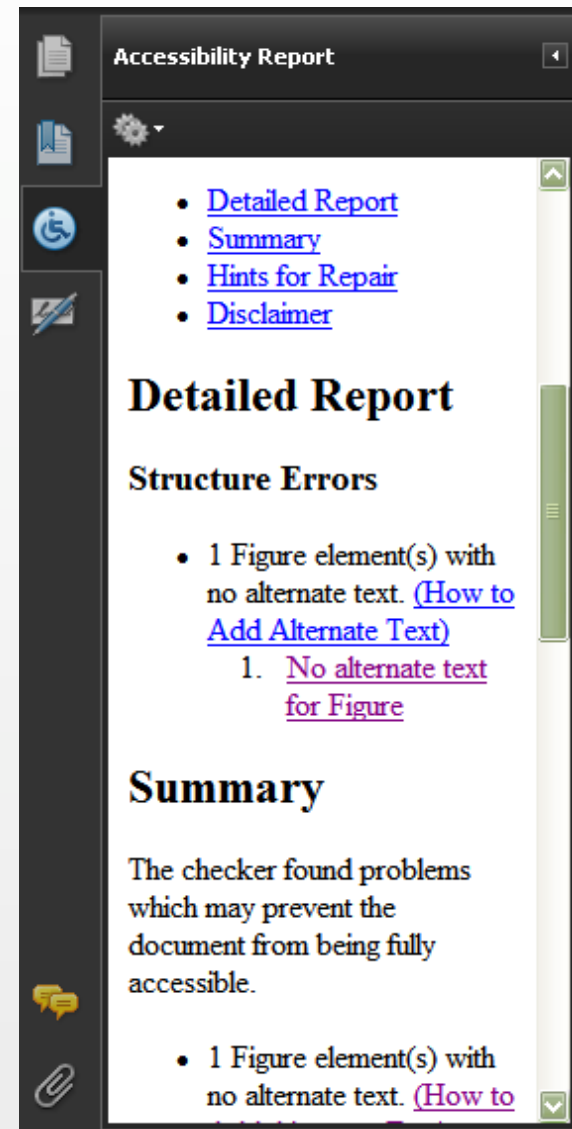 Accessibility Report
Detailed Report
Summary
Hints for Repair
Disclaimer
Detailed Report
Structure Errors
1 Figure element(s) with
no alternate text. (How to
Add Alternate Text)
1. No alternate text
for Figure
Summary
The checker found problems
which may prevent the
document from being fully
accessible.
1 Figure element(s) with
no alternate text. (How to